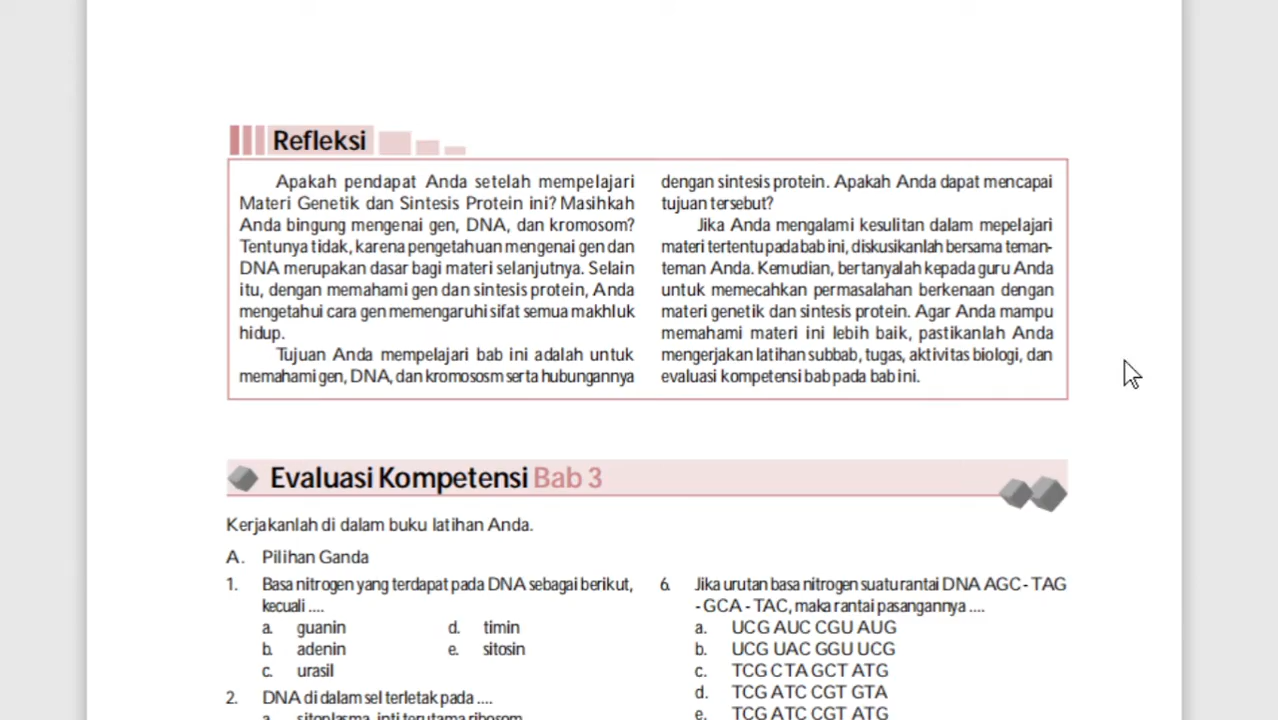 Refleksi
Apakah pendapat Anda setelah mempelajari
Materi Genetik dan Sintesis Protein ini? Masihkah
Anda bingung mengenai gen, DNA, dan kromosom?
Tentunya tidak, karena pengetahuan mengenai gen dan
DNA merupakan dasar bagi materi selanjutnya. Selain
itu, dengan memahami gen dan sintesis protein, Anda
mengetahui cara gen memengaruhi sifat semua makhluk
hidup.
Tujuan Anda mempelajari bab ini adalah untuk
memahami gen, DNA, dan kromososm serta hubungannya
dengan sintesis protein. Apakah Anda dapat mencapai
tujuan tersebut?
Jika Anda mengalami kesulitan dalam mepelajari
materi tertentu pada bab ini, diskusikanlah bersama teman-
teman Anda. Kemudian, bertanyalah kepada guru Anda
untuk memecahkan permasalahan berkenaan dengan
materi genetik dan sintesis protein. Agar Anda mampu
memahami materi ini lebih baik, pastikanlah Anda
mengerjakan latihan subbab, tugas, aktivitas biologi, dan
evaluasi kompetensi bab pada bab ini.
Evaluasi Kompetensi Bab 3
Kerjakanlah di dalam buku latihan Anda.
A. Pilihan Ganda
1. Basa nitrogen yang terdapat pada DNA sebagai berikut,
kecuali ....
a. guanin
b. adenin
c. urasil
d. timin
e. sitosin
2. DNA di dalam sel terletak pada ....
a. sitoplasma, inti terutama ribosom
6. Jika urutan basa nitrogen suatu rantai DNA AGC - TAG
- GCA - TAC, maka rantai pasangannya ....
a. UCG AUC CGU AUG
b. UCG UAC GGU UCG
c. TCG CTA GCT ATG
d. TCG ATC CGT GTA
e. TCG ATC CGT ATG